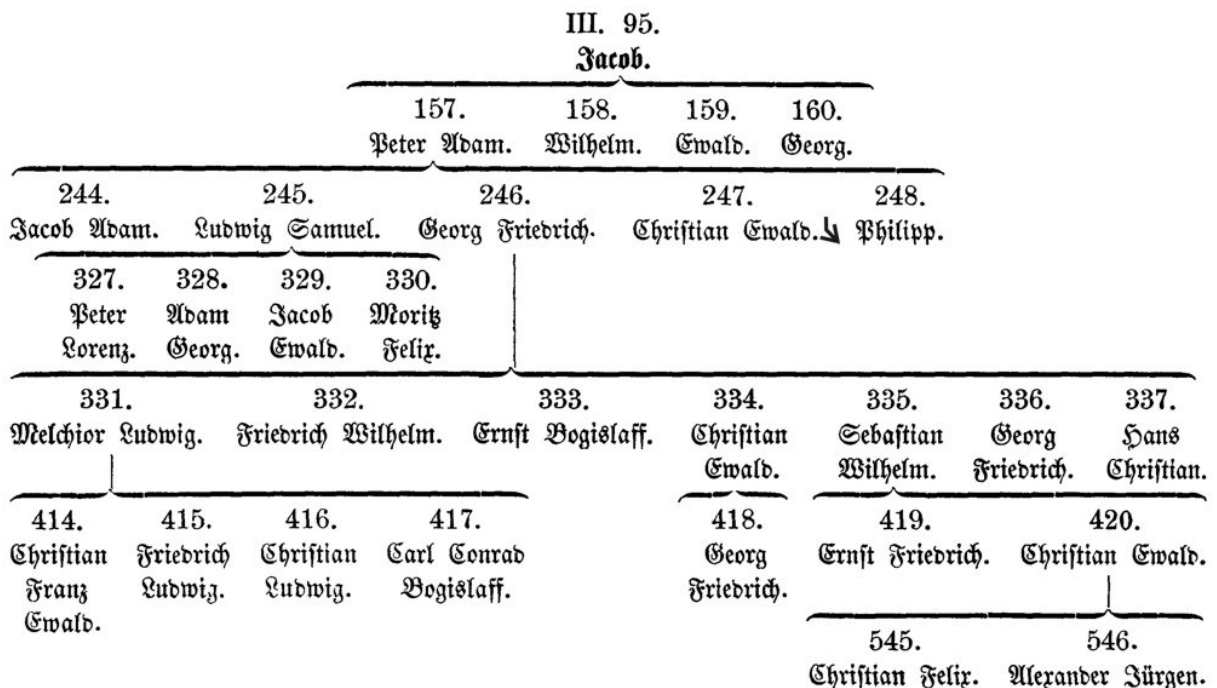 III. 95.
Jacob.
157. 158. 159. 160.
Peter Adam. Wilhelm. Ewald. Georg.
244. 245. 246. 247. 248.
Jacob Adam. Ludwig Samuel. Georg Friedrich. Christian Ewald. Philipp.
327. 328. 329. 330.
Peter Adam Jacob Moritz
Lorenz. Georg. Ewald. Felix.
331. 332. 333. 334. 335. 336. 337.
Melchior Ludwig. Friedrich Wilhelm. Ernst Bogislaff. Christian Sebastian Georg Hans
Ewald. Wilhelm. Friedrich. Christian.
414. 415. 416. 417. 418. 419. 420.
Christian Friedrich Christian Carl Conrad Georg Ernst Friedrich. Christian Ewald.
Franz Ludwig. Ludwig. Bogislaff. Friedrich.
Ewald.
545. 546.
Christian Felix. Alexander Jürgen.